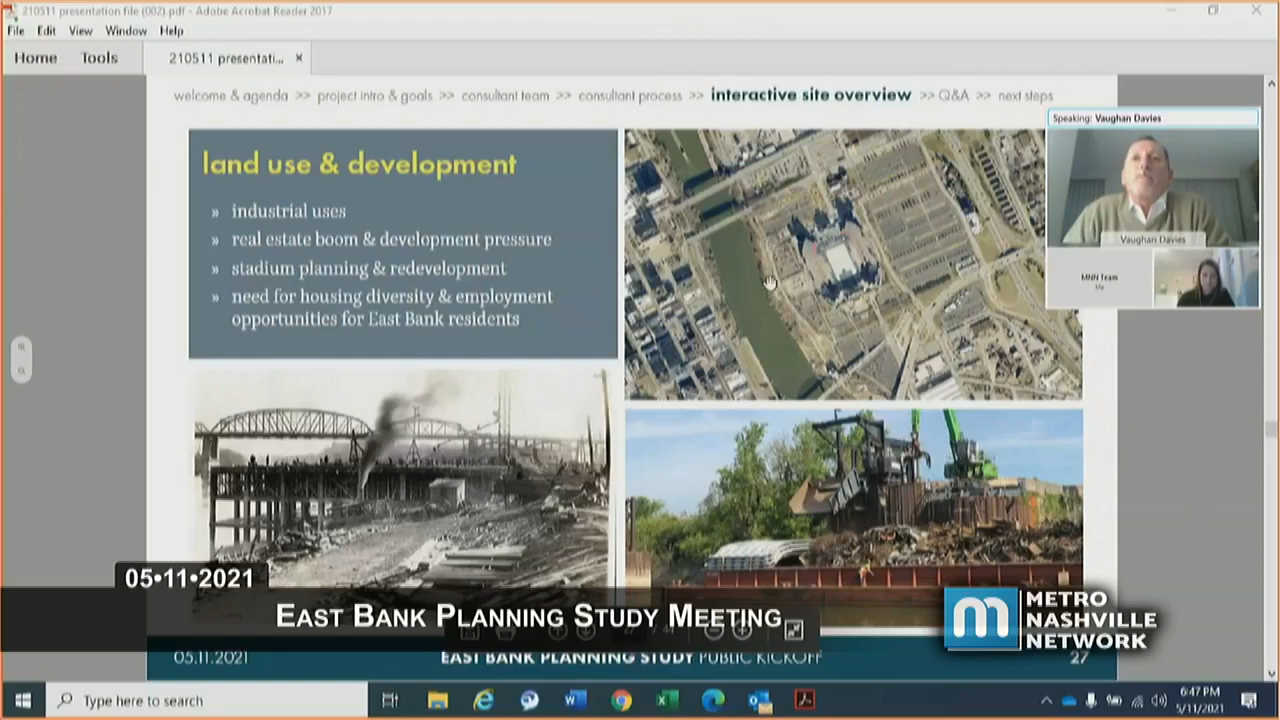 210511 presentation file (002).pdf - Adobe Acrobat Reader 2017
File Edit View Window Help
Home Tools 210511 presentati... ×
welcome & agenda >> project intro & goals >> consultant team >> consultant process >> interactive site overview >> Q&A >> next steps
Speaking: Vaughan Davies
land use & development
» industrial uses
» real estate boom & development pressure
» stadium planning & redevelopment
» need for housing diversity & employment
opportunities for East Bank residents
Vaughan Davies
MNN Team
05•11•2021
EAST BANK PLANNING STUDY MEETING
m METRO
NASHVILLE
NETWORK
05.11.2021 EAST BANK PLANNING STUDY PUBLIC KICKOFF 27
Type here to search
6:47 PM
5/11/2021